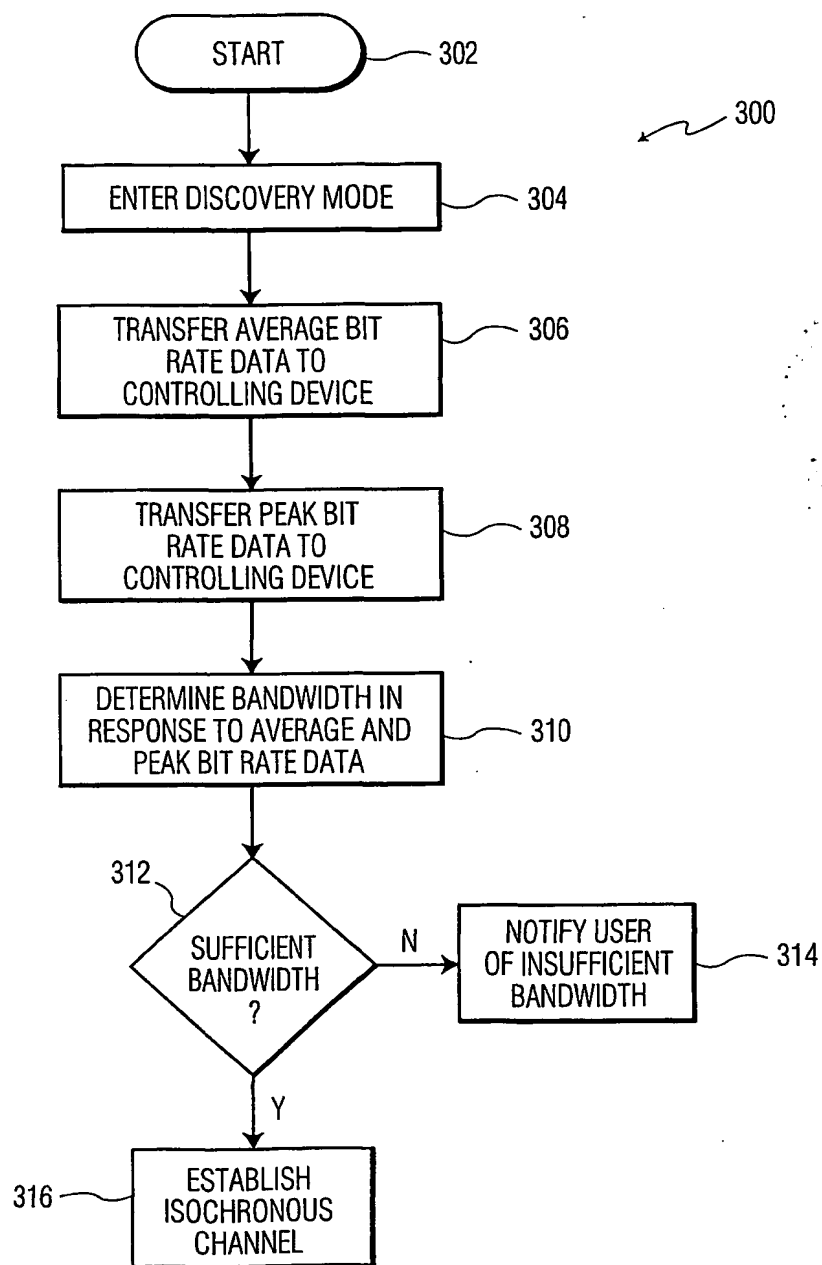 START
302
300
ENTER DISCOVERY MODE
304
TRANSFER AVERAGE BIT
RATE DATA TO
CONTROLLING DEVICE
306
TRANSFER PEAK BIT
RATE DATA TO
CONTROLLING DEVICE
308
DETERMINE BANDWIDTH IN
RESPONSE TO AVERAGE AND
PEAK BIT RATE DATA
310
312
SUFFICIENT
BANDWIDTH
?
N
NOTIFY USER
OF INSUFFICIENT
BANDWIDTH
314
Y
316
ESTABLISH
ISOCHRONOUS
CHANNEL